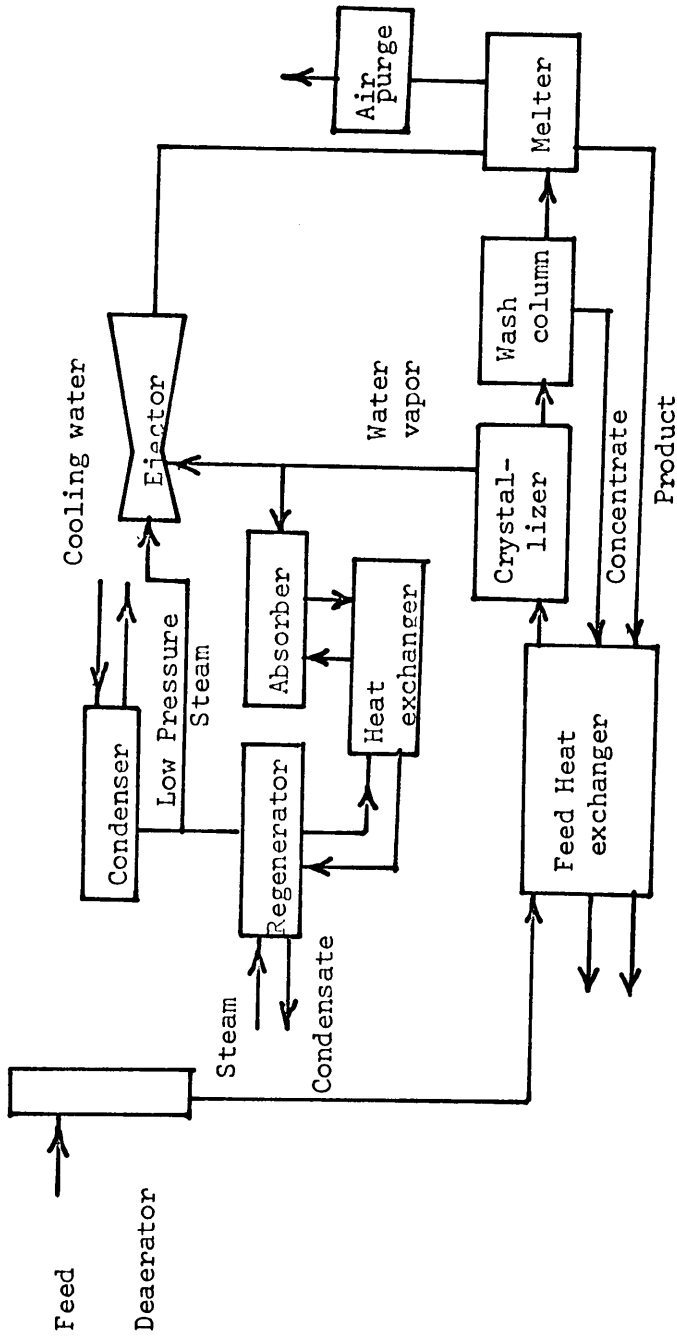 Feed
Deaerator
Steam
Condensate
Condenser
Cooling water
Low Pressure
Steam
Regenerator
Heat
exchanger
Absorber
Ejector
Water
vapor
Air
purge
Melter
Wash
column
Crystal-
lizer
Concentrate
Product
Feed Heat
exchanger